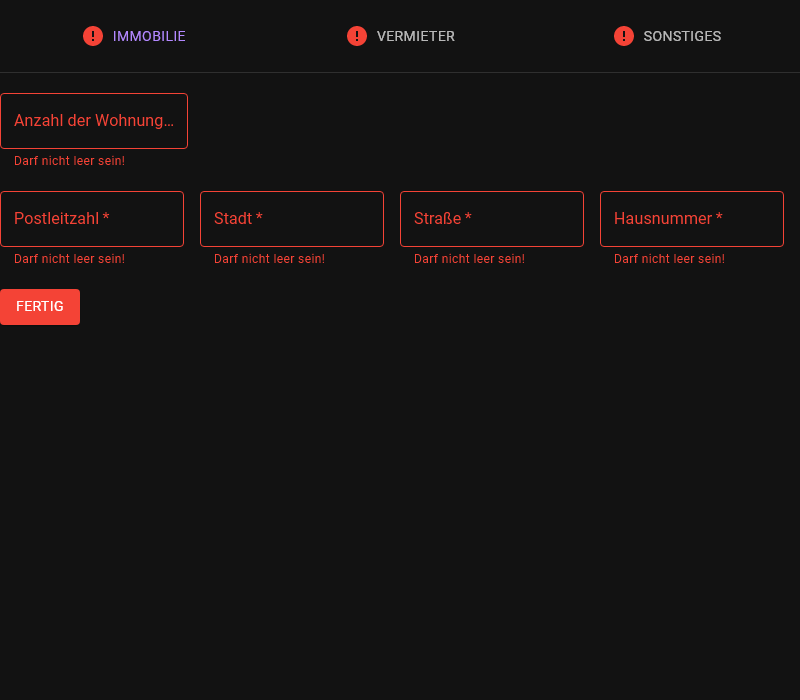 IMMOBILIE VERMIETER SONSTIGES
Anzahl der Wohnung…
Darf nicht leer sein!
Postleitzahl * Stadt * Straße * Hausnummer *
Darf nicht leer sein! Darf nicht leer sein! Darf nicht leer sein! Darf nicht leer sein!
FERTIG